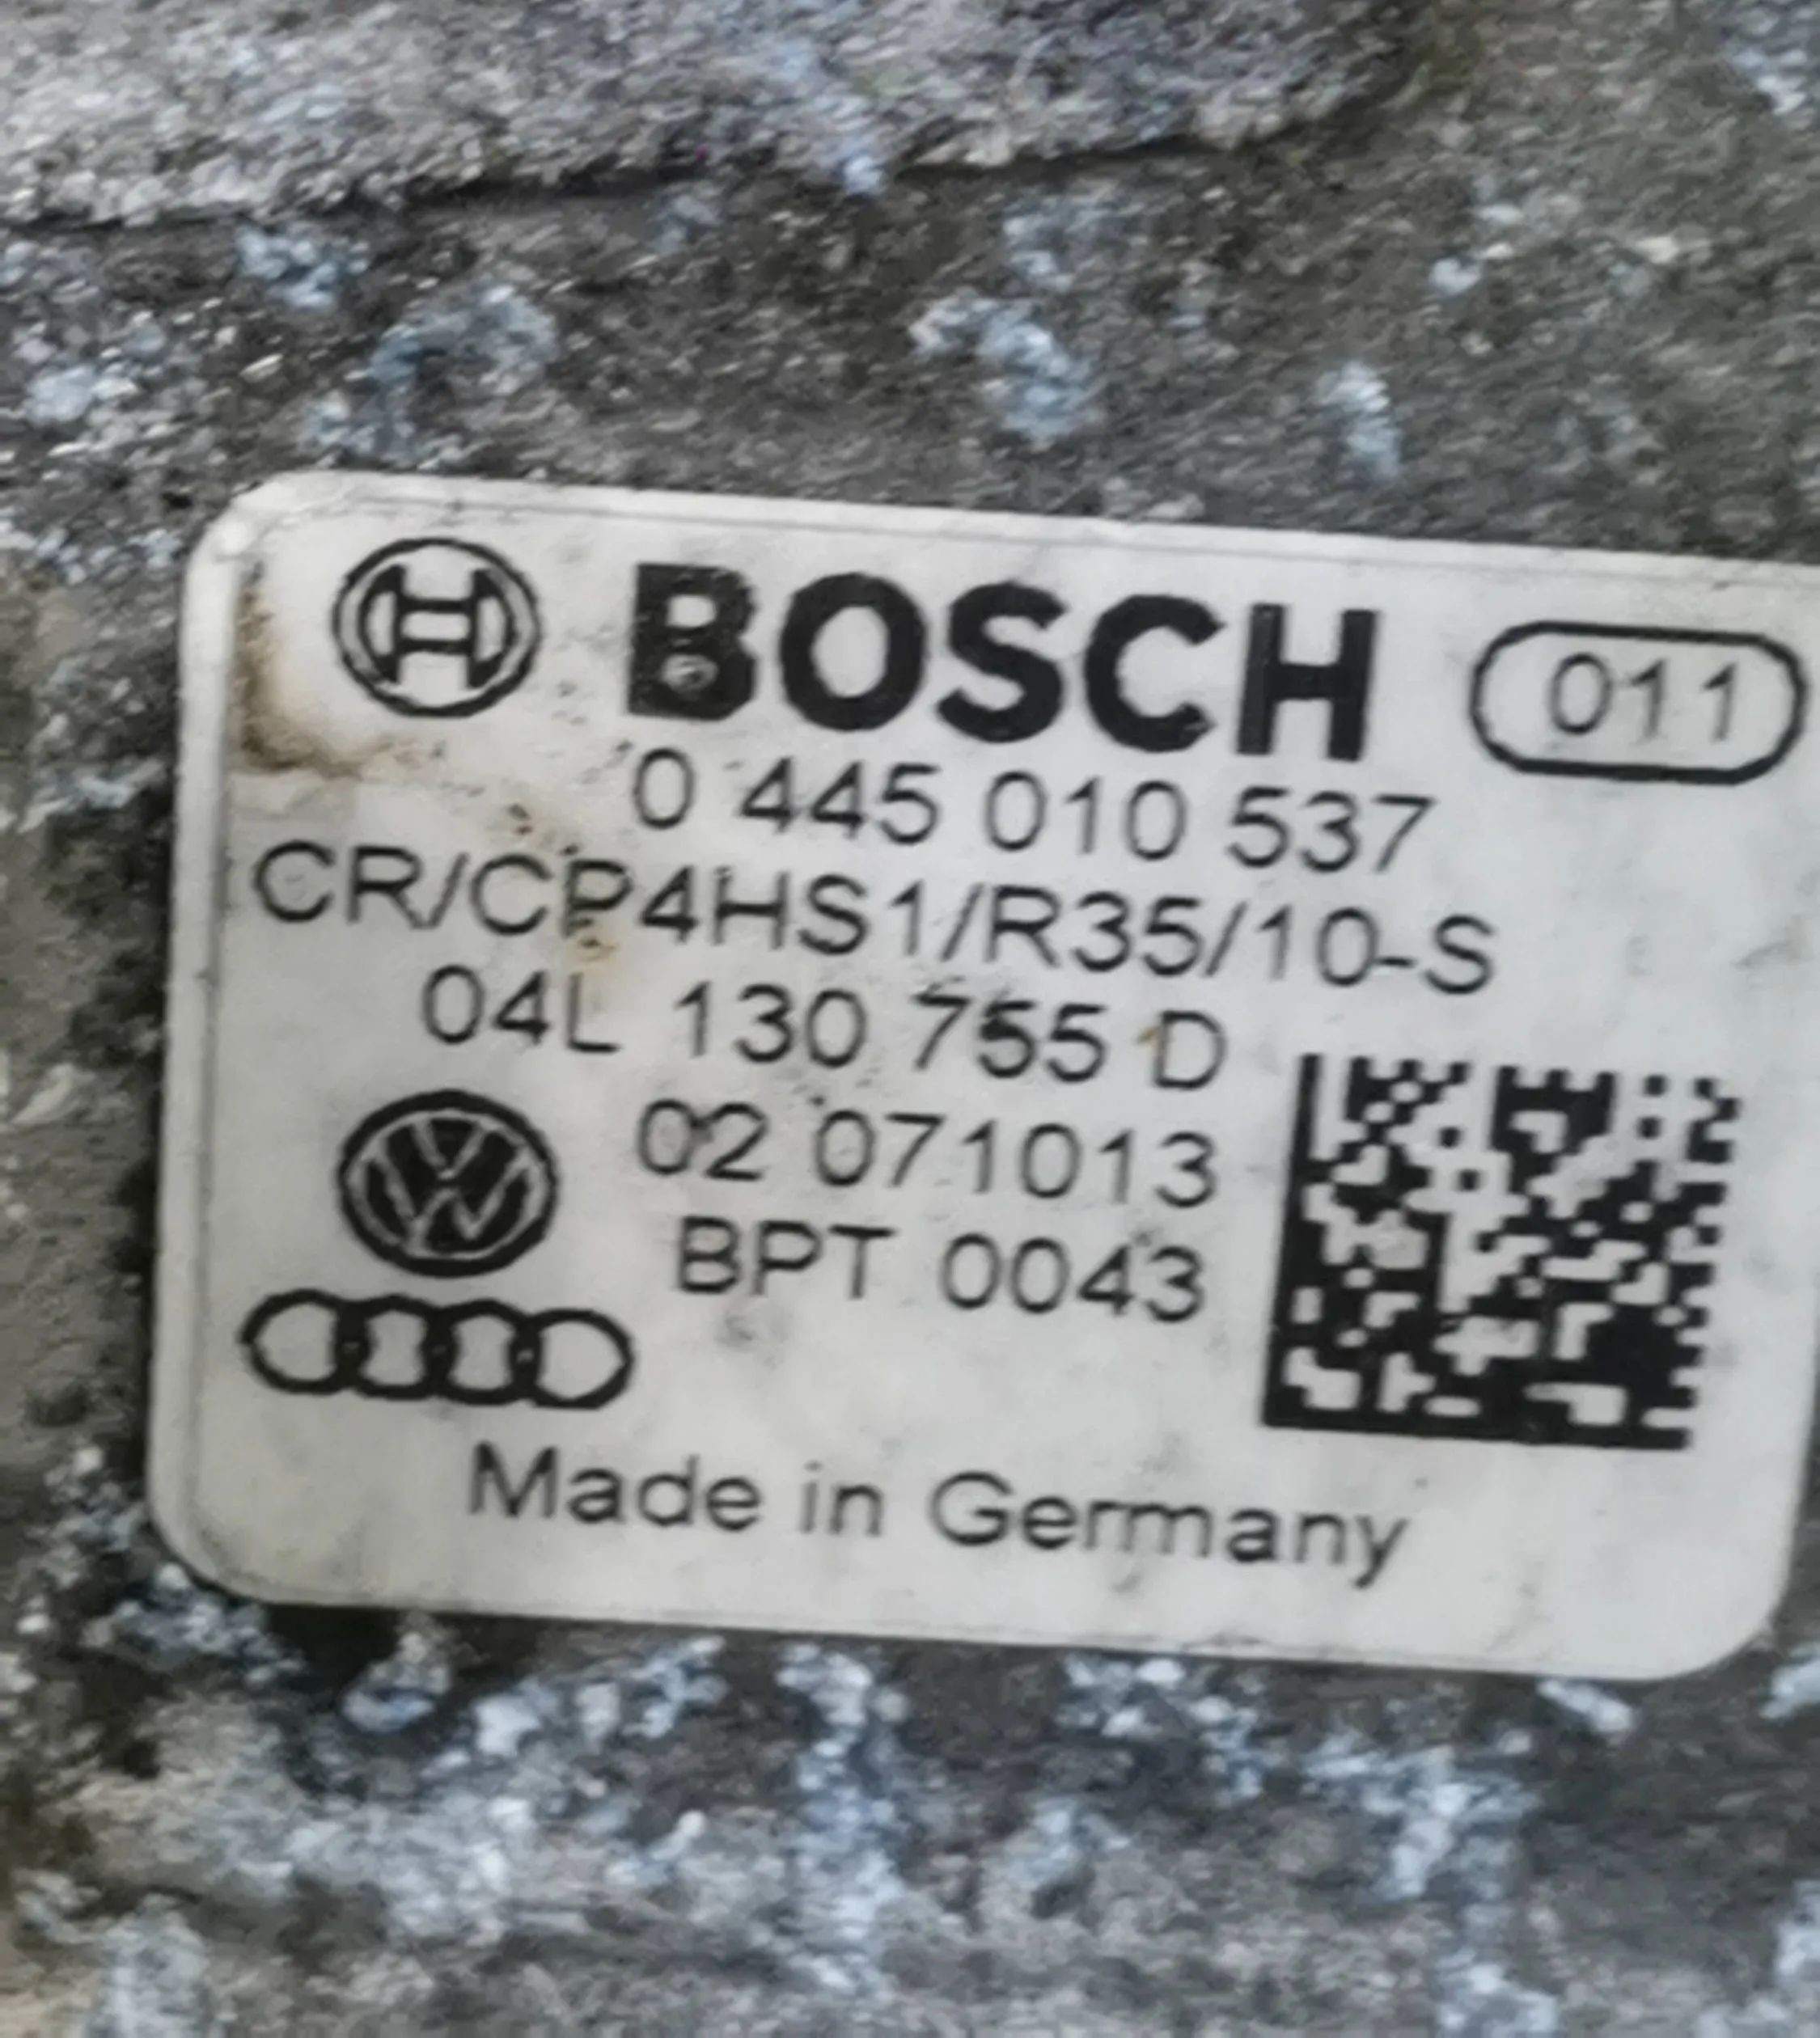 BOSCH 011
0 445 010 537
CR/CP4HS1/R35/10-S
04L 130 755 D
02 071013
BPT 0043
Made in Germany